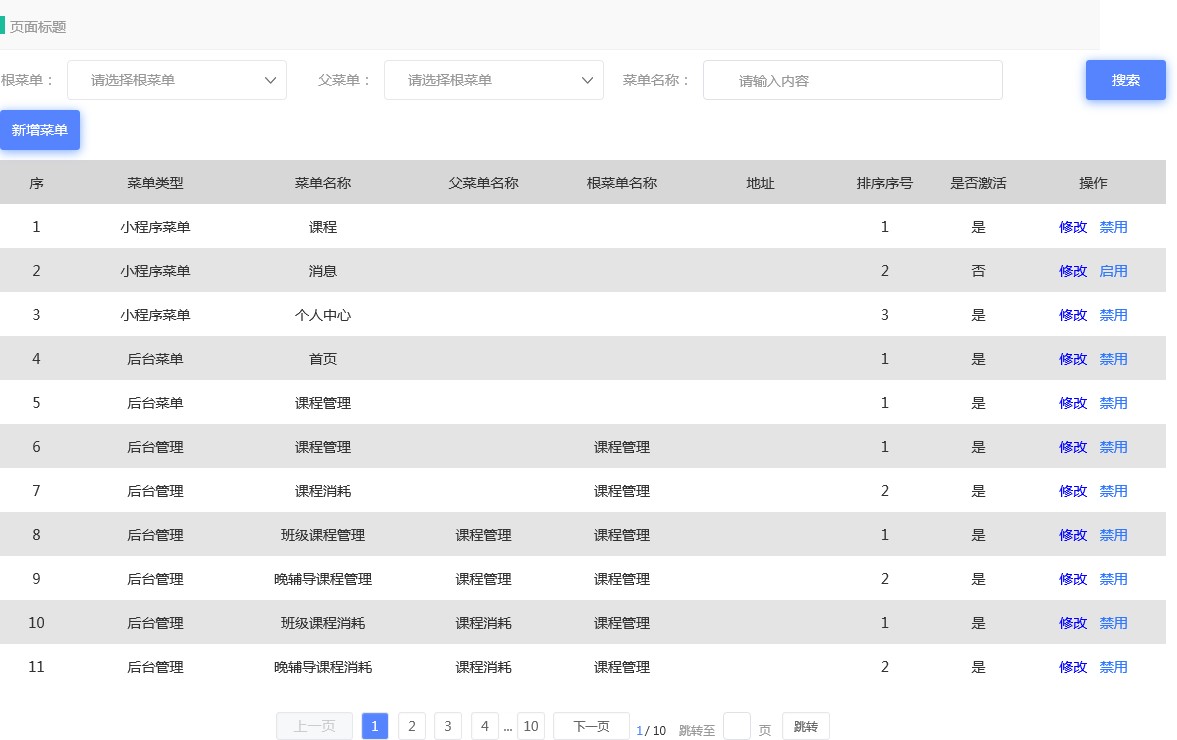 页面标题
根菜单： 请选择根菜单 父菜单： 请选择根菜单 菜单名称： 请输入内容 搜索
新增菜单
序 菜单类型 菜单名称 父菜单名称 根菜单名称 地址 排序序号 是否激活 操作
1 小程序菜单 课程 1 是 修改 禁用
2 小程序菜单 消息 2 否 修改 启用
3 小程序菜单 个人中心 3 是 修改 禁用
4 后台菜单 首页 1 是 修改 禁用
5 后台菜单 课程管理 1 是 修改 禁用
6 后台管理 课程管理 课程管理 1 是 修改 禁用
7 后台管理 课程消耗 课程管理 2 是 修改 禁用
8 后台管理 班级课程管理 课程管理 课程管理 1 是 修改 禁用
9 后台管理 晚辅导课程管理 课程管理 课程管理 2 是 修改 禁用
10 后台管理 班级课程消耗 课程消耗 课程管理 1 是 修改 禁用
11 后台管理 晚辅导课程消耗 课程消耗 课程管理 2 是 修改 禁用
上一页 1 2 3 4 ... 10 下一页 1/ 10 跳转至 页 跳转